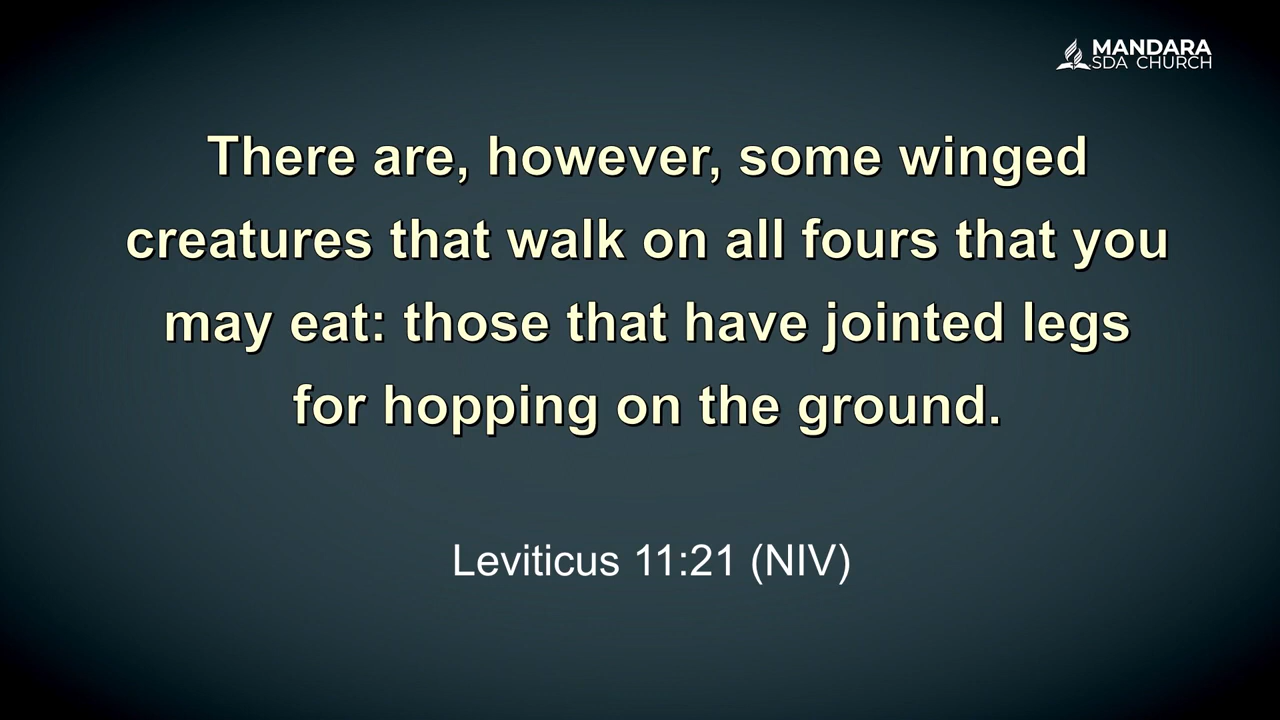 MANDARA
SDA CHURCH
There are, however, some winged
creatures that walk on all fours that you
may eat: those that have jointed legs
for hopping on the ground.
Leviticus 11:21 (NIV)